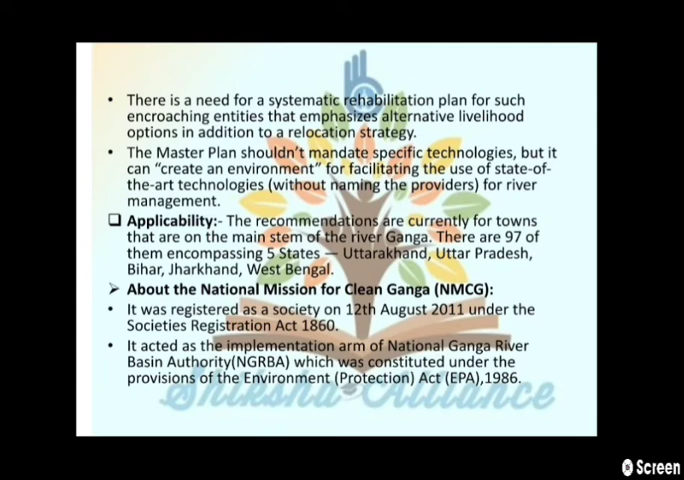 • There is a need for a systematic rehabilitation plan for such
encroaching entities that emphasizes alternative livelihood
options in addition to a relocation strategy.
• The Master Plan shouldn't mandate specific technologies, but it
can “create an environment” for facilitating the use of state-of-
the-art technologies (without naming the providers) for river
management.
❑ Applicability:- The recommendations are currently for towns
that are on the main stem of the river Ganga. There are 97 of
them encompassing 5 States — Uttarakhand, Uttar Pradesh,
Bihar, Jharkhand, West Bengal.
➢ About the National Mission for Clean Ganga (NMCG):
• It was registered as a society on 12th August 2011 under the
Societies Registration Act 1860.
• It acted as the implementation arm of National Ganga River
Basin Authority(NGRBA) which was constituted under the
provisions of the Environment (Protection) Act (EPA),1986.
Shiksha Alliance
Screen